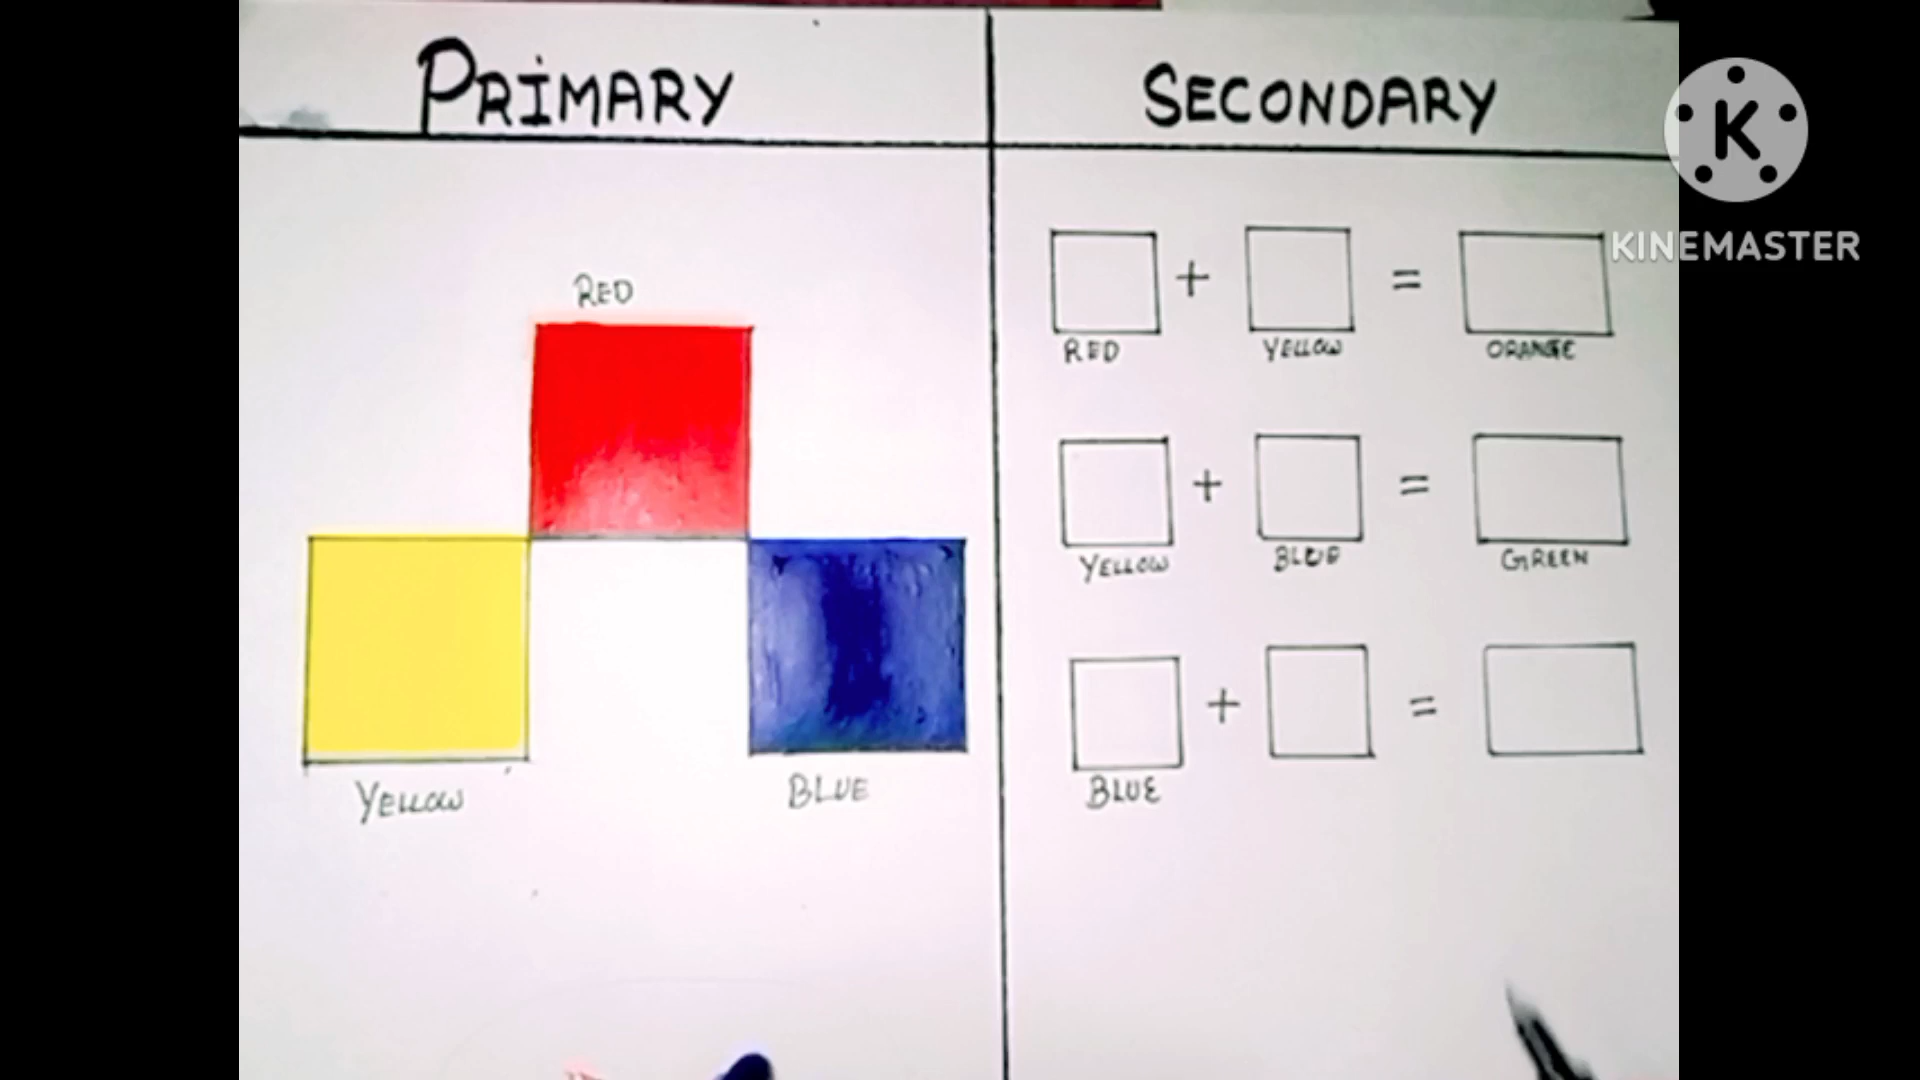 PRIMARY
SECONDARY
K
KINEMASTER
RED
YELLOW
BLUE
RED + YELLOW = ORANGE
YELLOW + BLUE = GREEN
BLUE + =